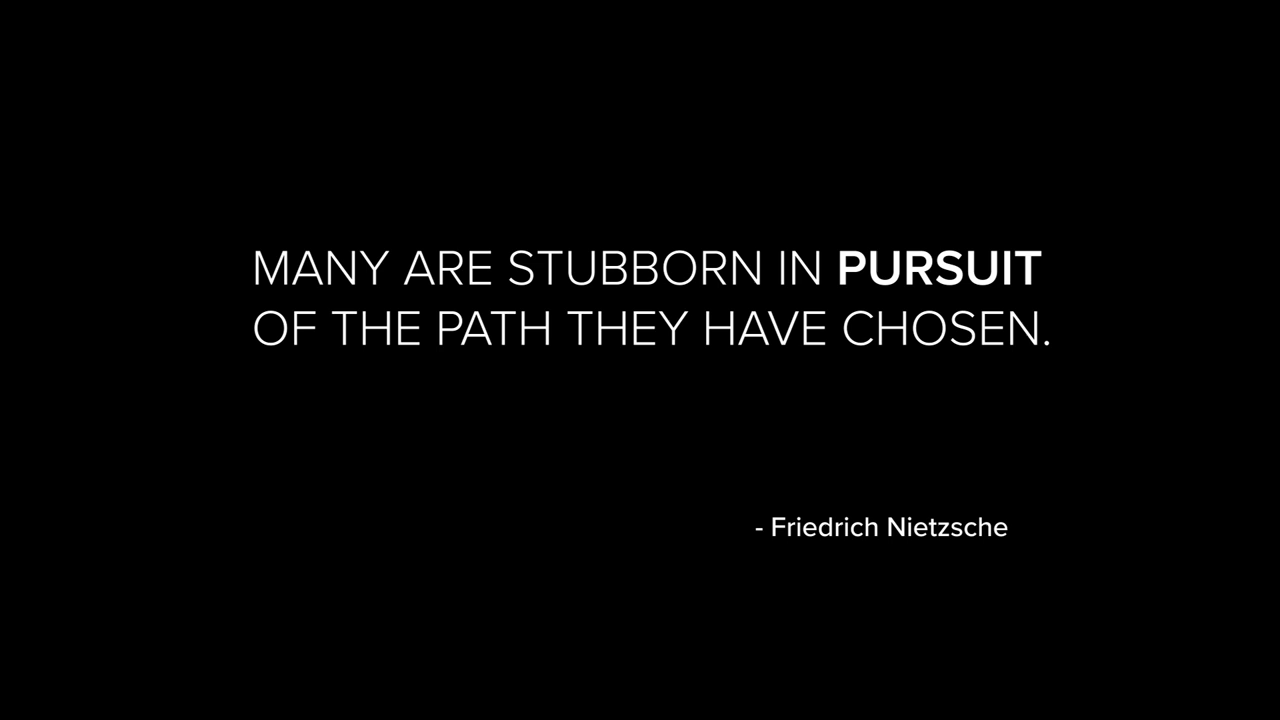 MANY ARE STUBBORN IN PURSUIT
OF THE PATH THEY HAVE CHOSEN.
- Friedrich Nietzsche